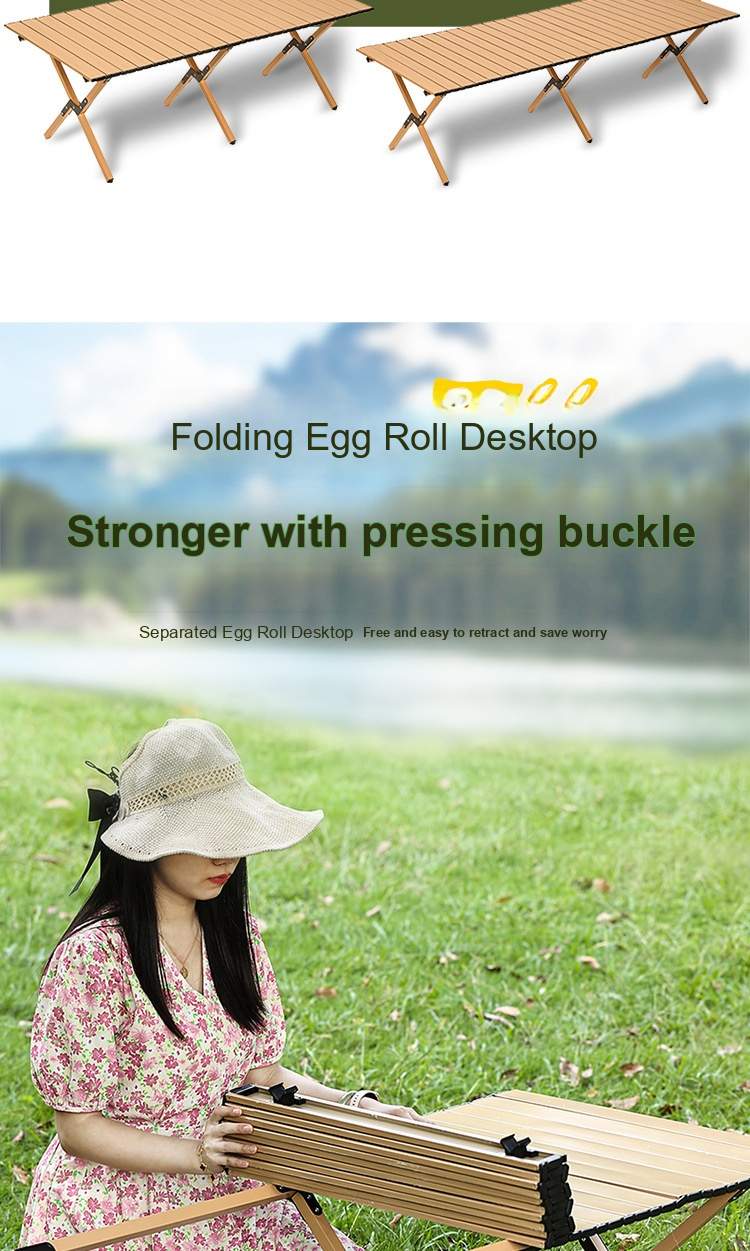 Folding Egg Roll Desktop
Stronger with pressing buckle
Separated Egg Roll Desktop Free and easy to retract and save worry